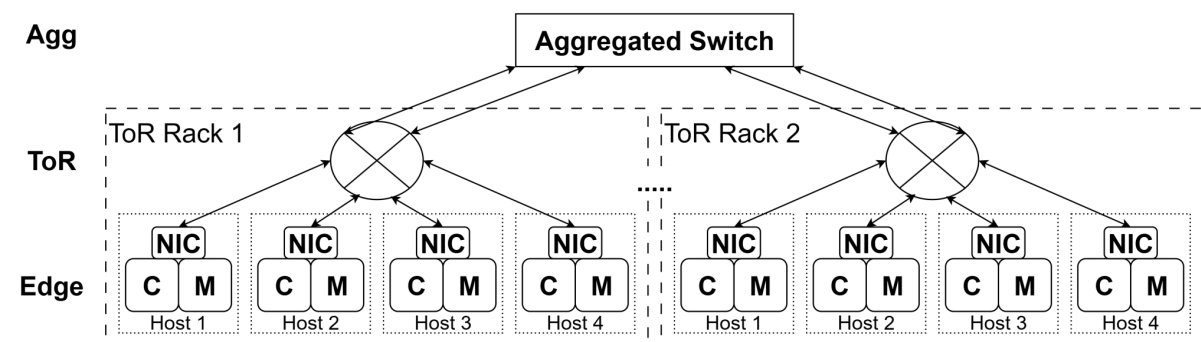 Agg
Aggregated Switch
ToR Rack 1
ToR Rack 2
ToR
.....
NIC NIC NIC NIC NIC NIC NIC NIC
Edge
C M C M C M C M C M C M C M C M
Host 1 Host 2 Host 3 Host 4 Host 1 Host 2 Host 3 Host 4